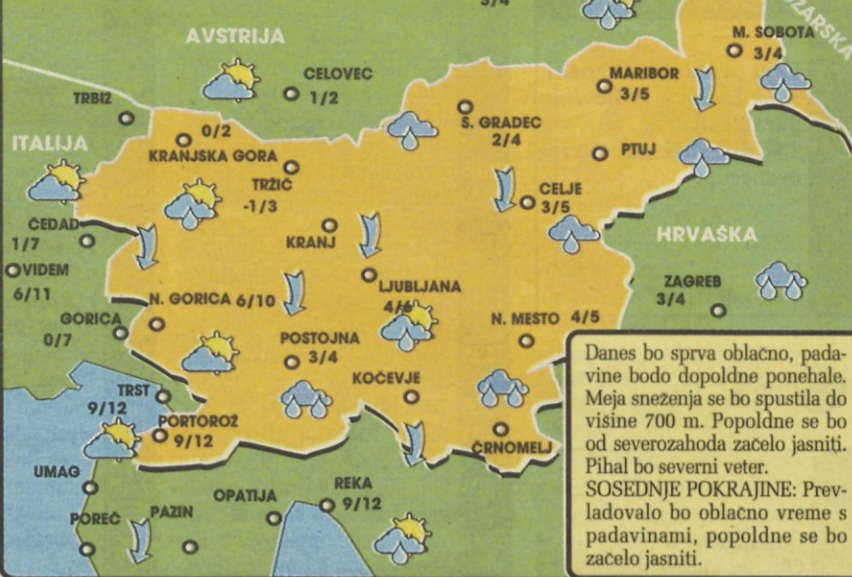 3/4
ŽARSKA
AVSTRIJA
M. SOBOTA
3/4
CELOVEC
1/2
MARIBOR
3/5
TRBIŽ
0/2
KRANJSKA GORA
S. GRADEC
2/4
ITALIJA
PTUJ
TRŽIČ
-1/3
CELJE
3/5
ČEDAD
1/7
KRANJ
HRVAŠKA
VIDEM
6/11
LJUBLJANA
4/6
ZAGREB
3/4
N. GORICA 6/10
GORICA
0/7
N. MESTO 4/5
POSTOJNA
3/4
KOČEVJE
TRST
9/12
PORTOROŽ
9/12
ČRNOMELJ
UMAG
REKA
9/12
OPATIJA
POREČ
PAZIN
Danes bo sprva oblačno, pada-
vine bodo dopoldne ponehale.
Meja sneženja se bo spustila do
višine 700 m. Popoldne se bo
od severozahoda začelo jasniti.
Pihal bo severni veter.
SOSEDNJE POKRAJINE: Prev-
ladovalo bo oblačno vreme s
padavinami, popoldne se bo
začelo jasniti.